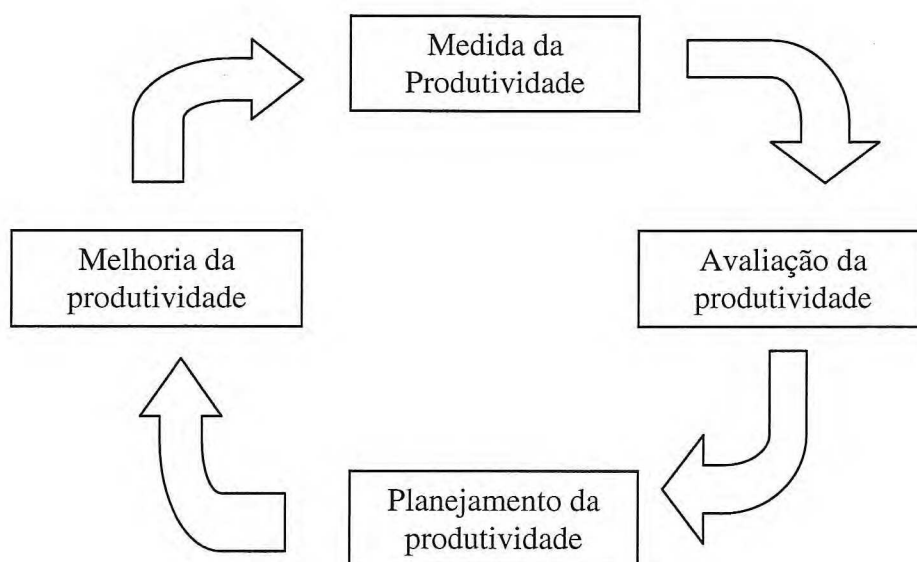 Medida da
Produtividade
Avaliação da
produtividade
Planejamento da
produtividade
Melhoria da
produtividade